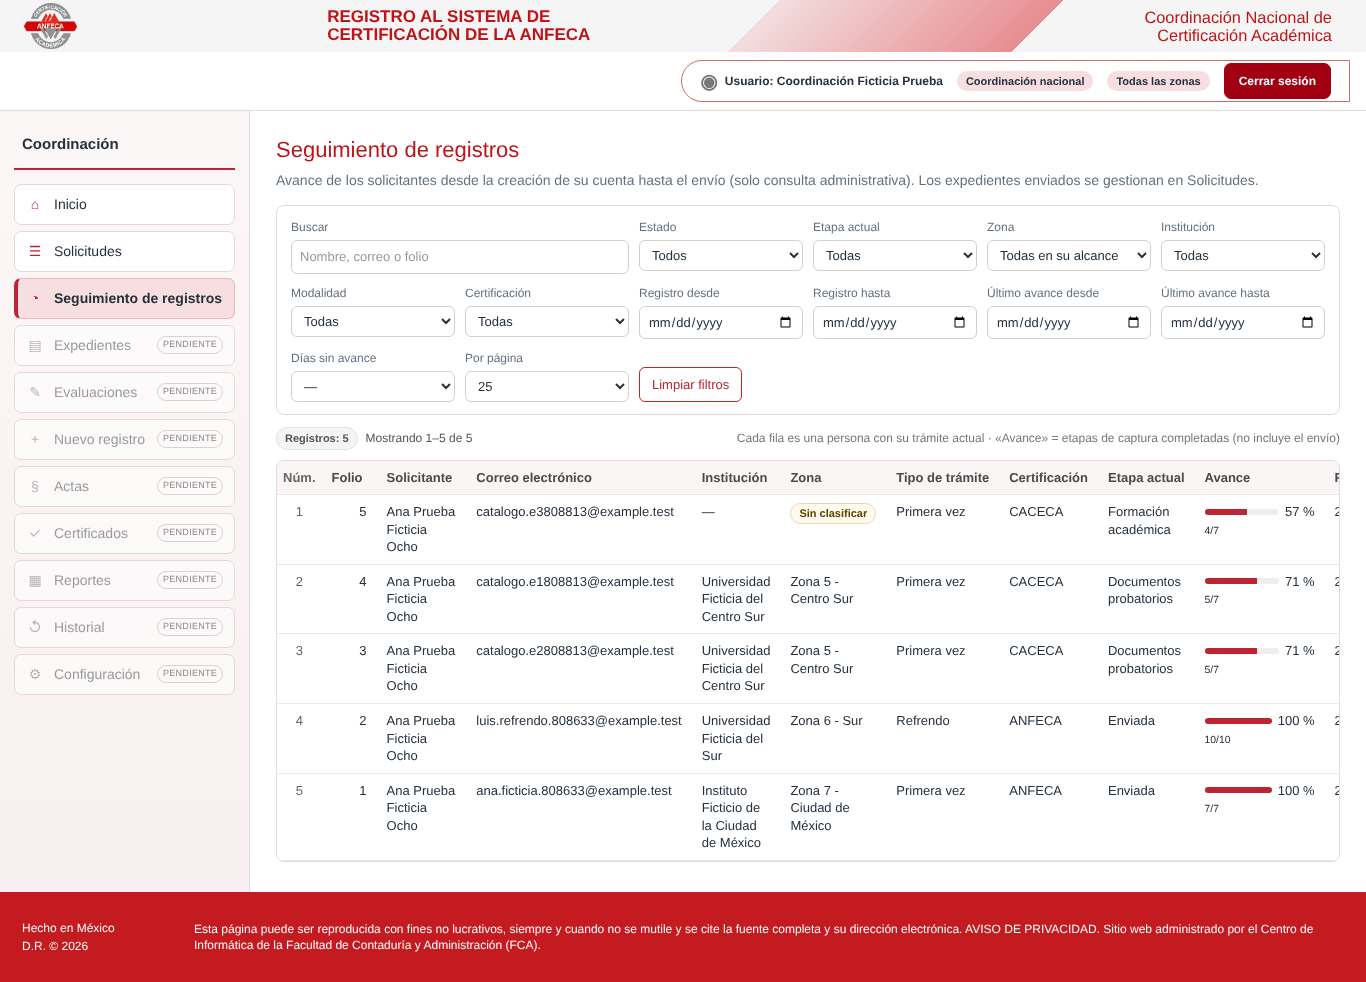 CERTIFICACIÓN
ANFECA
ACADÉMICA
REGISTRO AL SISTEMA DE
CERTIFICACIÓN DE LA ANFECA
Coordinación Nacional de
Certificación Académica
Usuario: Coordinación Ficticia Prueba
Coordinación nacional
Todas las zonas
Cerrar sesión
Coordinación
Inicio
Solicitudes
Seguimiento de registros
Expedientes PENDIENTE
Evaluaciones PENDIENTE
Nuevo registro PENDIENTE
Actas PENDIENTE
Certificados PENDIENTE
Reportes PENDIENTE
Historial PENDIENTE
Configuración PENDIENTE
Seguimiento de registros
Avance de los solicitantes desde la creación de su cuenta hasta el envío (solo consulta administrativa). Los expedientes enviados se gestionan en Solicitudes.
Buscar Estado Etapa actual Zona Institución
Nombre, correo o folio Todos Todas Todas en su alcance Todas
Modalidad Certificación Registro desde Registro hasta Último avance desde Último avance hasta
Todas Todas mm/dd/yyyy mm/dd/yyyy mm/dd/yyyy mm/dd/yyyy
Días sin avance Por página
— 25 Limpiar filtros
Registros: 5 Mostrando 1–5 de 5 Cada fila es una persona con su trámite actual · «Avance» = etapas de captura completadas (no incluye el envío)
Núm. Folio Solicitante Correo electrónico Institución Zona Tipo de trámite Certificación Etapa actual Avance
1 5 Ana Prueba catalogo.e3808813@example.test — Sin clasificar Primera vez CACECA Formación 57 %
Ficticia académica 4/7
Ocho
2 4 Ana Prueba catalogo.e1808813@example.test Universidad Zona 5 - Primera vez CACECA Documentos 71 %
Ficticia Ficticia del Centro Sur probatorios 5/7
Ocho Centro Sur
3 3 Ana Prueba catalogo.e2808813@example.test Universidad Zona 5 - Primera vez CACECA Documentos 71 %
Ficticia Ficticia del Centro Sur probatorios 5/7
Ocho Centro Sur
4 2 Ana Prueba luis.refrendo.808633@example.test Universidad Zona 6 - Sur Refrendo ANFECA Enviada 100 %
Ficticia Ficticia del 10/10
Ocho Sur
5 1 Ana Prueba ana.ficticia.808633@example.test Instituto Zona 7 - Primera vez ANFECA Enviada 100 %
Ficticia Ficticio de Ciudad de 7/7
Ocho la Ciudad México
de México
Hecho en México
D.R. © 2026
Esta página puede ser reproducida con fines no lucrativos, siempre y cuando no se mutile y se cite la fuente completa y su dirección electrónica. AVISO DE PRIVACIDAD. Sitio web administrado por el Centro de
Informática de la Facultad de Contaduría y Administración (FCA).